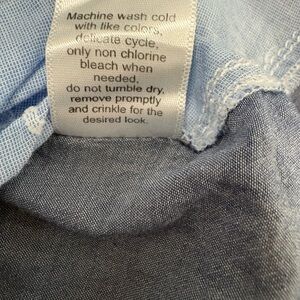 Machine wash cold
with like colors,
delicate cycle,
only non chlorine
bleach when
needed,
do not tumble dry,
remove promptly
and crinkle for the
desired look.